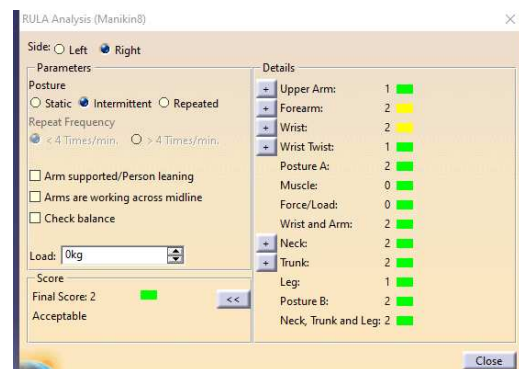 RULA Analysis (Manikin8)
Side: Left Right
Parameters
Posture
Static Intermittent Repeated
Repeat Frequency
< 4 Times/min. > 4 Times/min.
Arm supported/Person leaning
Arms are working across midline
Check balance
Load: 0kg
Score
Final Score: 2
<<
Acceptable
Details
+ Upper Arm: 1
+ Forearm: 2
+ Wrist: 2
+ Wrist Twist: 1
Posture A: 2
Muscle: 0
Force/Load: 0
Wrist and Arm: 2
+ Neck: 2
+ Trunk: 2
Leg: 1
Posture B: 2
Neck, Trunk and Leg: 2
Close